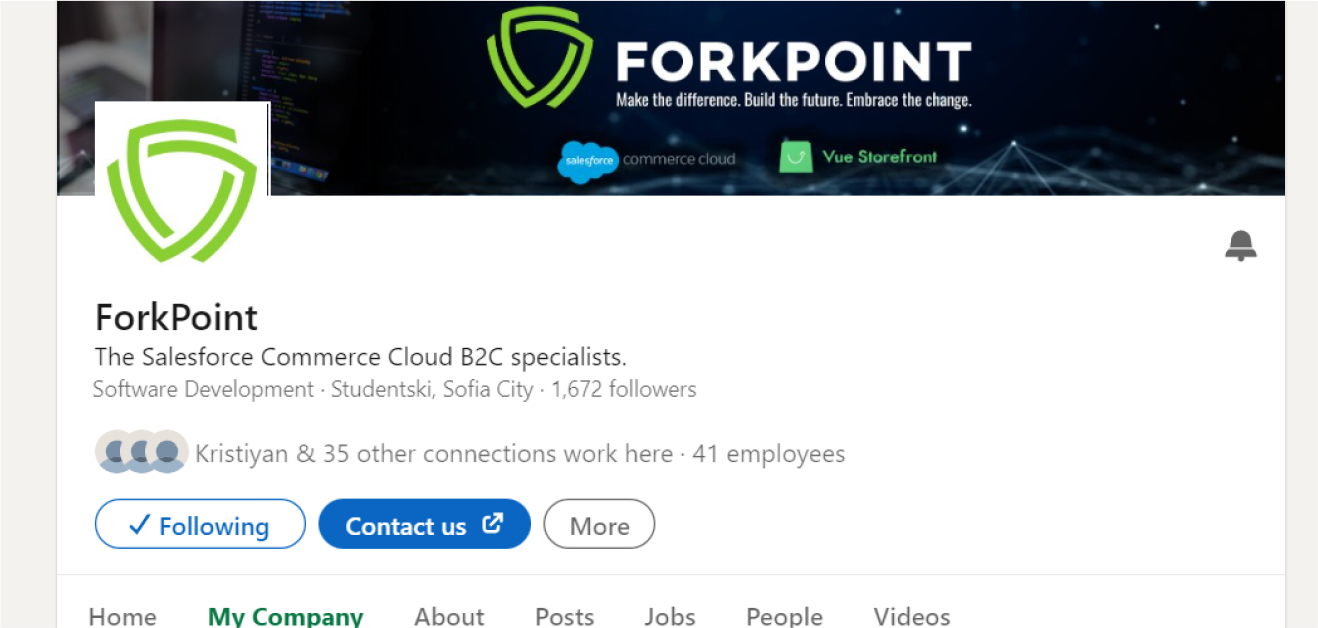 FORKPOINT
Make the difference. Build the future. Embrace the change.
salesforce commerce cloud Vue Storefront
ForkPoint
The Salesforce Commerce Cloud B2C specialists.
Software Development · Studentski, Sofia City · 1,672 followers
Kristiyan & 35 other connections work here · 41 employees
Following Contact us More
Home My Company About Posts Jobs People Videos